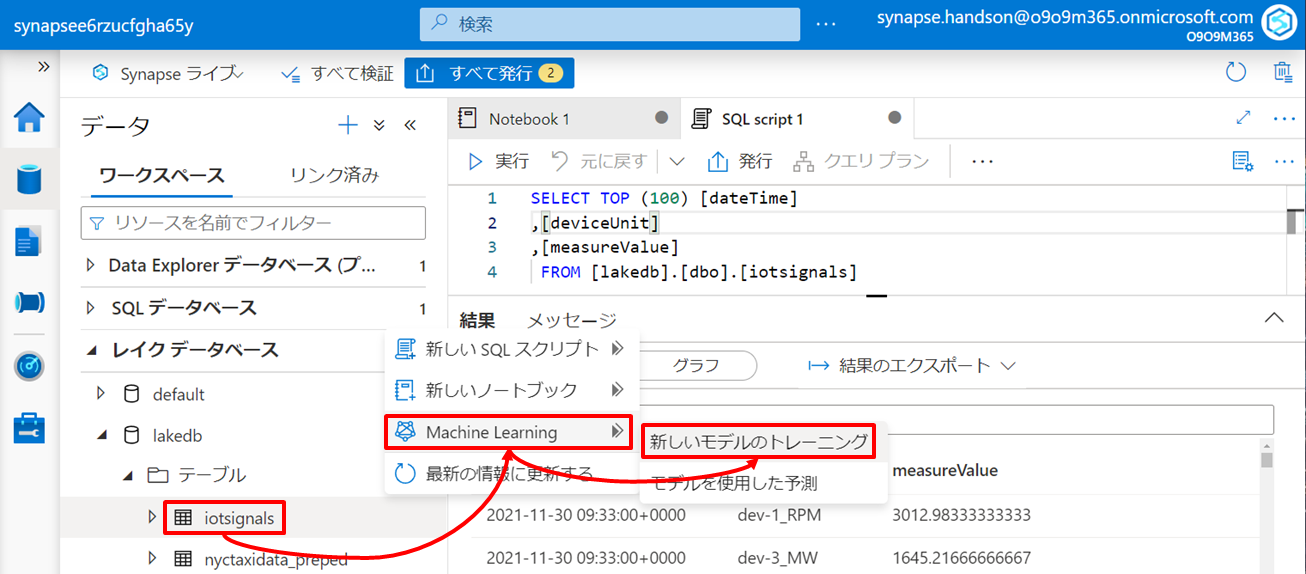 synapsee6rzucfgha65y
検索
synapse.handson@o9o9m365.onmicrosoft.com
O9O9M365
Synapse ライブ
すべて検証
すべて発行 2
データ
ワークスペース リンク済み
リソースを名前でフィルター
Data Explorer データベース (プ... 1
SQL データベース 1
レイク データベース
default
lakedb
テーブル
iotsignals
nyctaxidata_preped
新しい SQL スクリプト
新しいノートブック
Machine Learning
最新の情報に更新する
新しいモデルのトレーニング
モデルを使用した予測
Notebook 1
SQL script 1
実行 元に戻す 発行 クエリ プラン
1 SELECT TOP (100) [dateTime]
2 ,[deviceUnit]
3 ,[measureValue]
4 FROM [lakedb].[dbo].[iotsignals]
結果 メッセージ
グラフ
結果のエクスポート
measureValue
2021-11-30 09:33:00+0000 dev-1_RPM 3012.98333333333
2021-11-30 09:33:00+0000 dev-3_MW 1645.21666666667